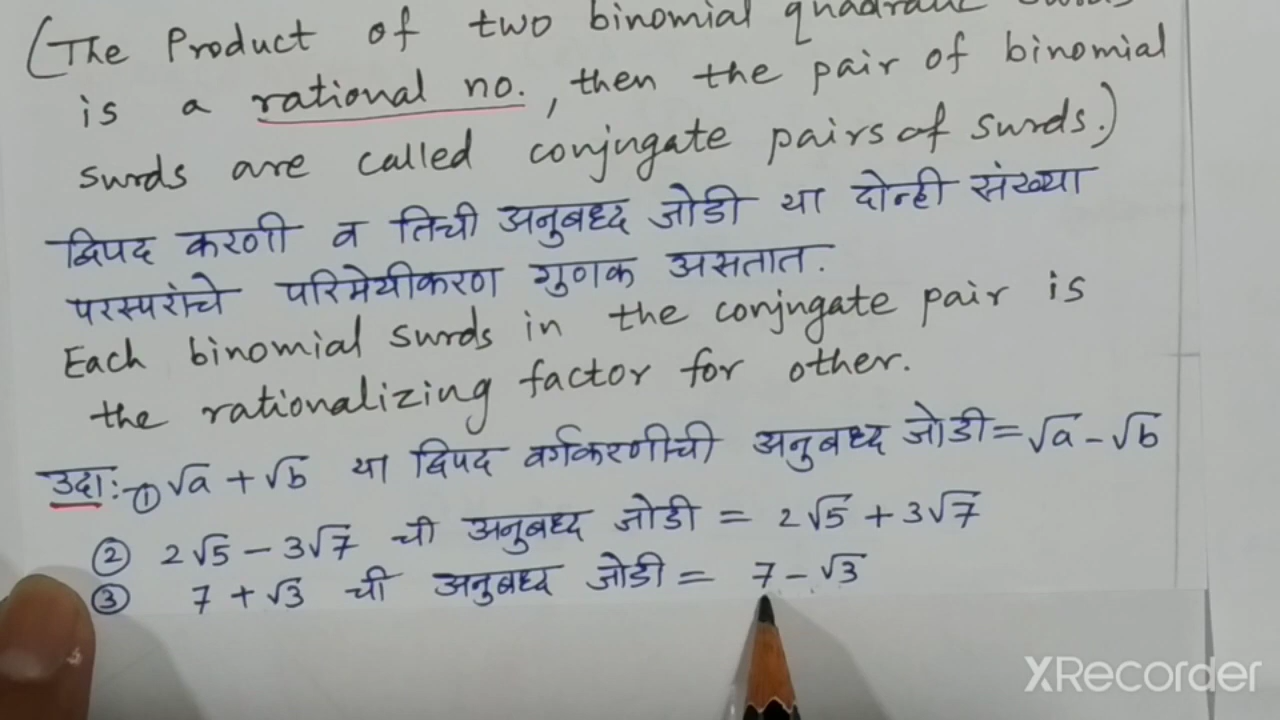 (The Product of two binomial quadratic surds
is a rational no., then the pair of binomial
surds are called conjugate pairs of surds.)
द्विपद करणी व तिची अनुबध्द जोडी या दोन्ही संख्या
परस्परांचे परिमेयीकरण गुणक असतात.
Each binomial surds in the conjugate pair is
the rationalizing factor for other.
उदा:-① √a + √b या द्विपद वर्गकरणीची अनुबध्द जोडी = √a - √b
② 2√5 - 3√7 ची अनुबध्द जोडी = 2√5 + 3√7
③ 7 + √3 ची अनुबध्द जोडी = 7 - √3
XRecorder